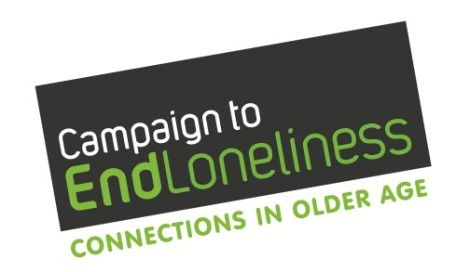 Campaign to
EndLoneliness
CONNECTIONS IN OLDER AGE